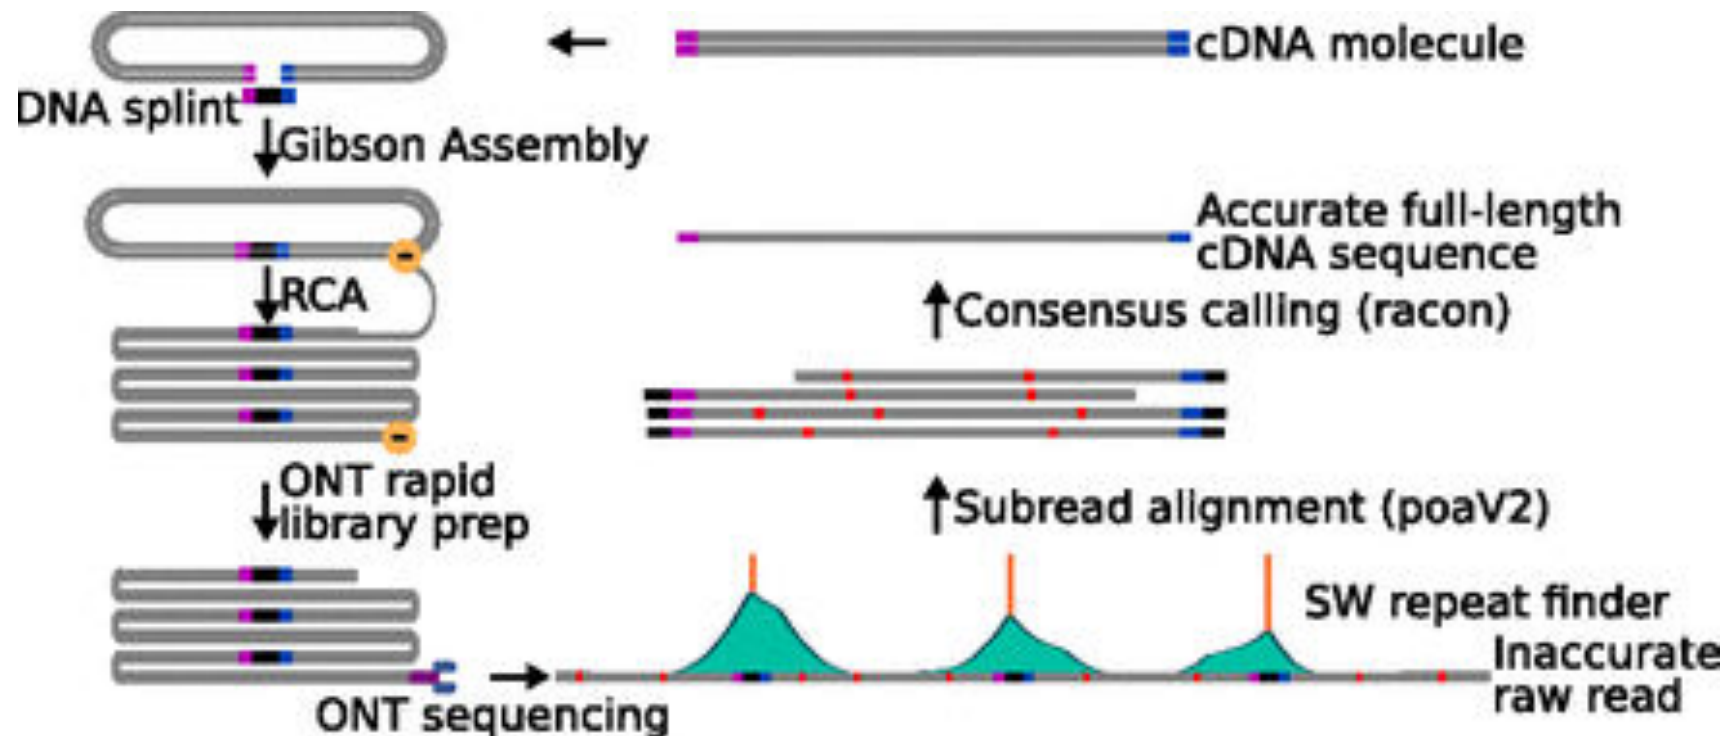 cDNA molecule
DNA splint
Gibson Assembly
Accurate full-length
cDNA sequence
RCA
Consensus calling (racon)
ONT rapid
library prep
Subread alignment (poaV2)
SW repeat finder
Inaccurate
raw read
ONT sequencing